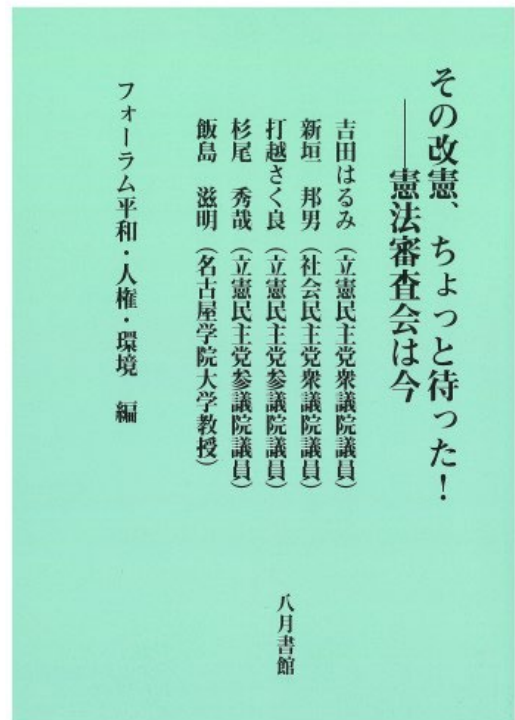 その改憲、ちょっと待った！
――憲法審査会は今
吉田はるみ（立憲民主党衆議院議員）
新垣　邦男（社会民主党衆議院議員）
打越さく良（立憲民主党参議院議員）
杉尾　秀哉（立憲民主党参議院議員）
飯島　滋明（名古屋学院大学教授）
フォーラム平和・人権・環境　編
八月書館